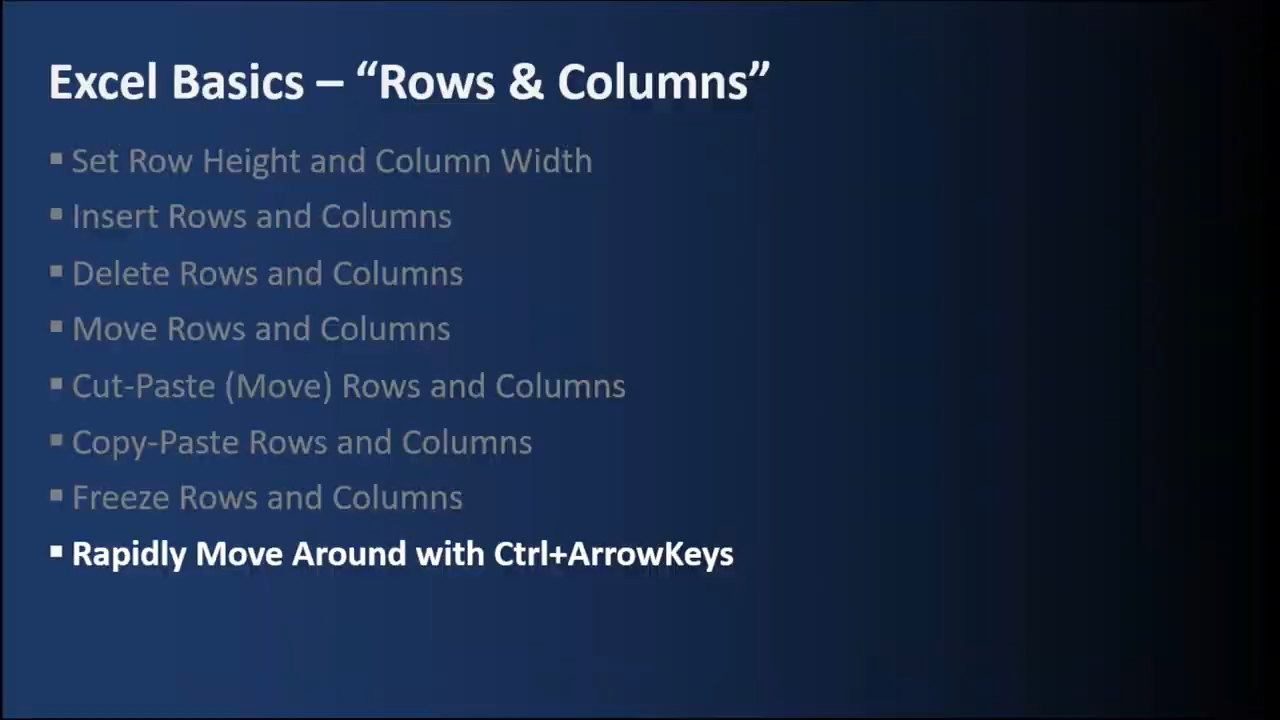 Excel Basics – “Rows & Columns”
▪ Set Row Height and Column Width
▪ Insert Rows and Columns
▪ Delete Rows and Columns
▪ Move Rows and Columns
▪ Cut-Paste (Move) Rows and Columns
▪ Copy-Paste Rows and Columns
▪ Freeze Rows and Columns
▪ Rapidly Move Around with Ctrl+ArrowKeys